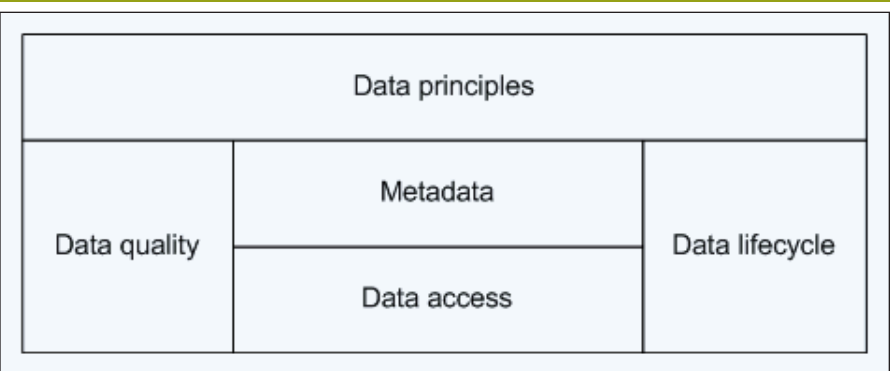 Data principles
Metadata
Data quality
Data lifecycle
Data access